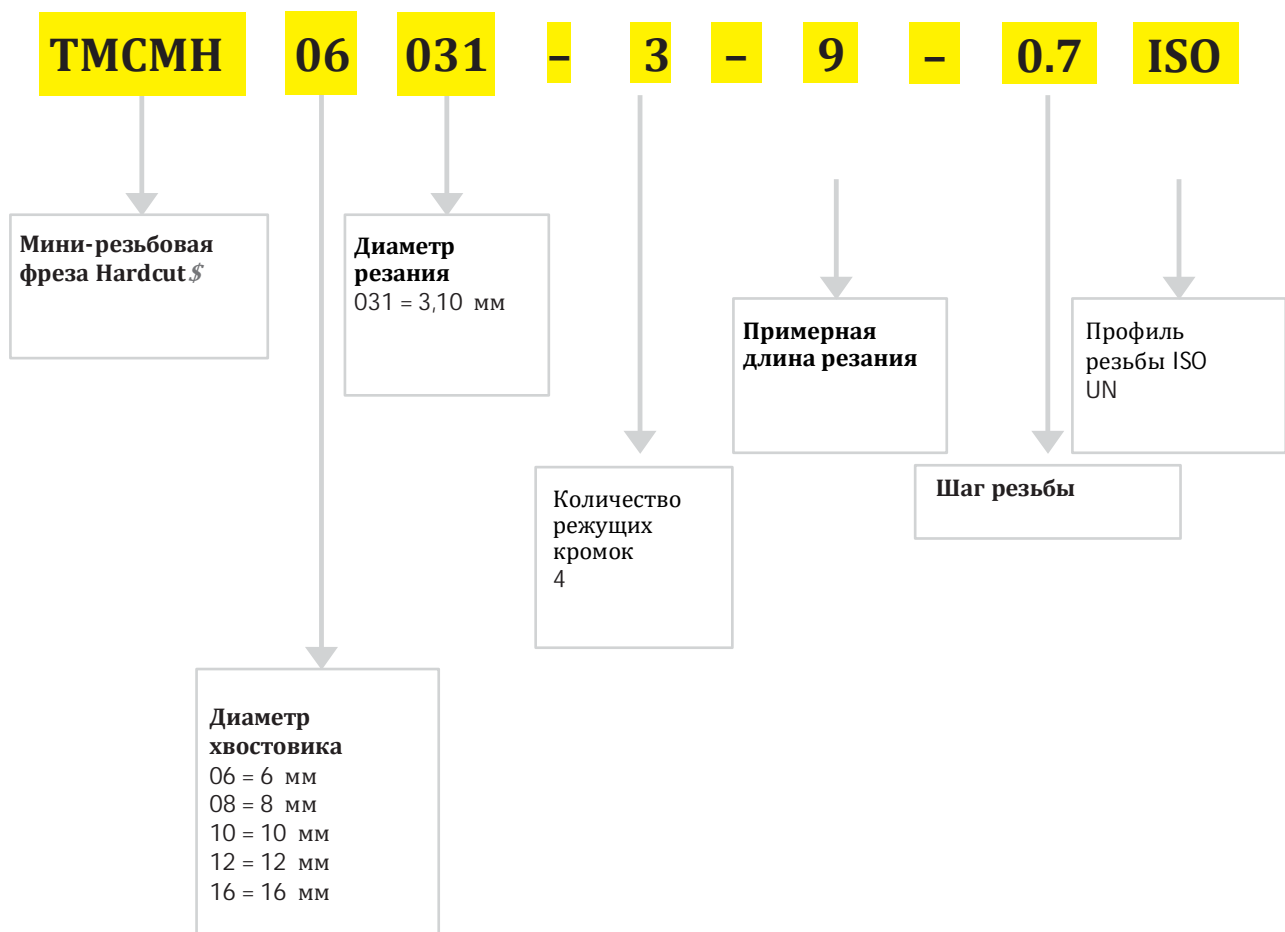 TMCMH 06 031 – 3 – 9 – 0.7 ISO
Мини-резьбовая
фреза Hardcut$
Диаметр
резания
031 = 3,10 мм
Примерная
длина резания
Профиль
резьбы ISO
UN
Количество
режущих
кромок
4
Шаг резьбы
Диаметр
хвостовика
06 = 6 мм
08 = 8 мм
10 = 10 мм
12 = 12 мм
16 = 16 мм